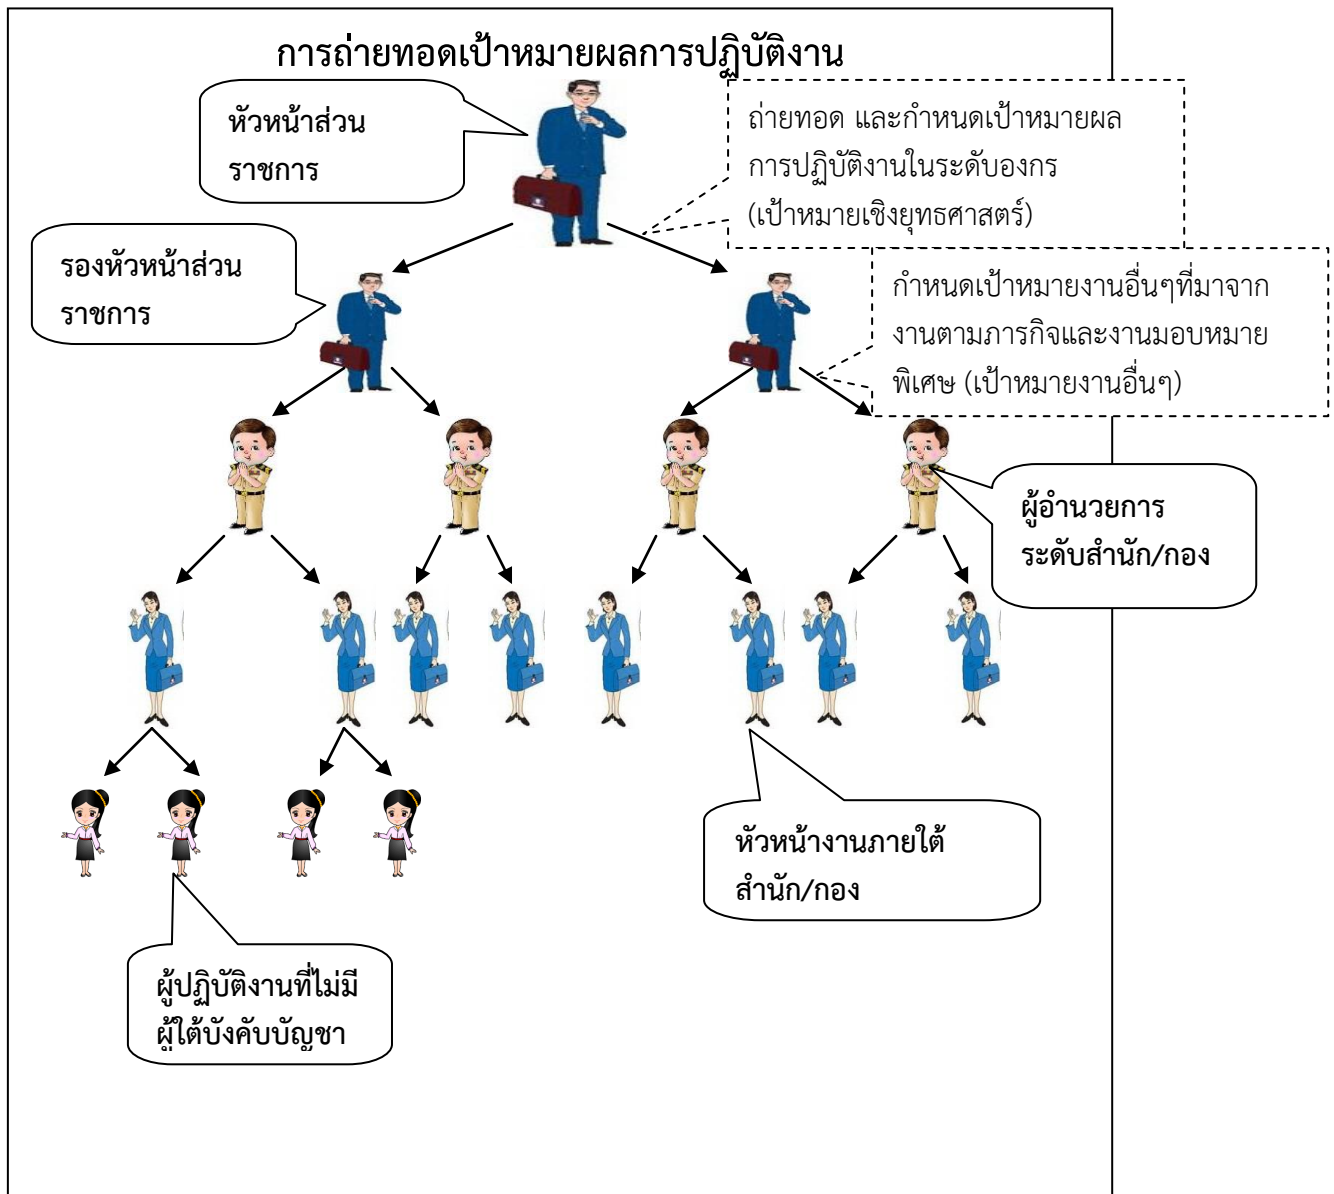 การถ่ายทอดเป้าหมายผลการปฏิบัติงาน
หัวหน้าส่วน
ราชการ
ถ่ายทอด และกำหนดเป้าหมายผล
การปฏิบัติงานในระดับองกร
(เป้าหมายเชิงยุทธศาสตร์)
รองหัวหน้าส่วน
ราชการ
กำหนดเป้าหมายงานอื่นๆที่มาจาก
งานตามภารกิจและงานมอบหมาย
พิเศษ (เป้าหมายงานอื่นๆ)
ผู้อำนวยการ
ระดับสำนัก/กอง
หัวหน้างานภายใต้
สำนัก/กอง
ผู้ปฏิบัติงานที่ไม่มี
ผู้ใต้บังคับบัญชา